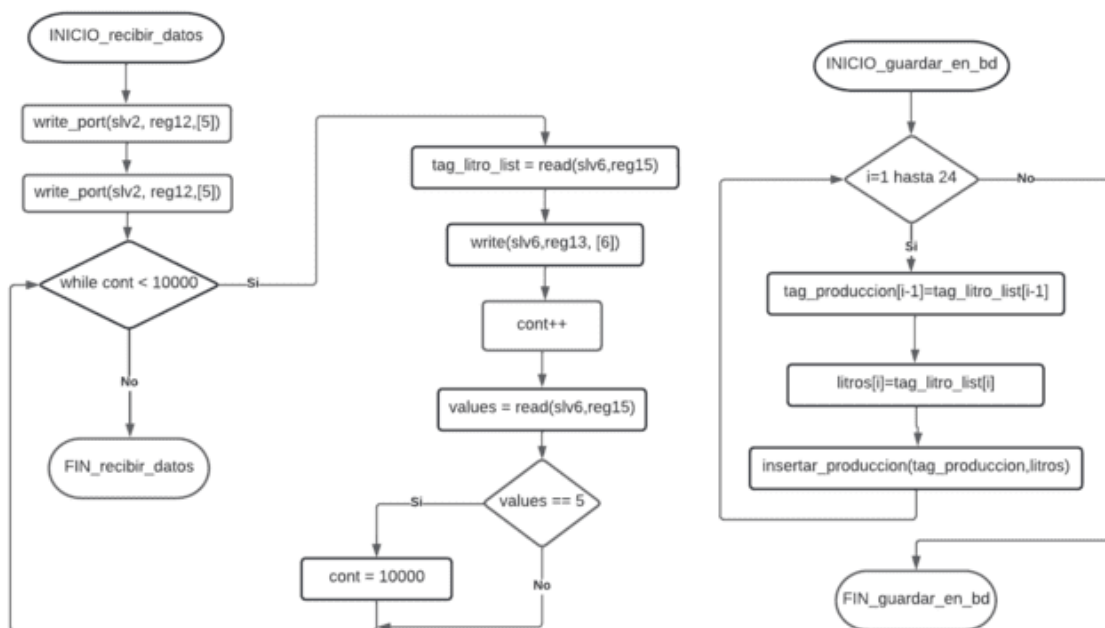 INICIO_recibir_datos
write_port(slv2, reg12,[5])
write_port(slv2, reg12,[5])
while cont < 10000
Si
No
FIN_recibir_datos
tag_litro_list = read(slv6,reg15)
write(slv6,reg13, [6])
cont++
values = read(slv6,reg15)
values == 5
Si
cont = 10000
No
INICIO_guardar_en_bd
i=1 hasta 24
No
Si
tag_produccion[i-1]=tag_litro_list[i-1]
litros[i]=tag_litro_list[i]
insertar_produccion(tag_produccion,litros)
FIN_guardar_en_bd